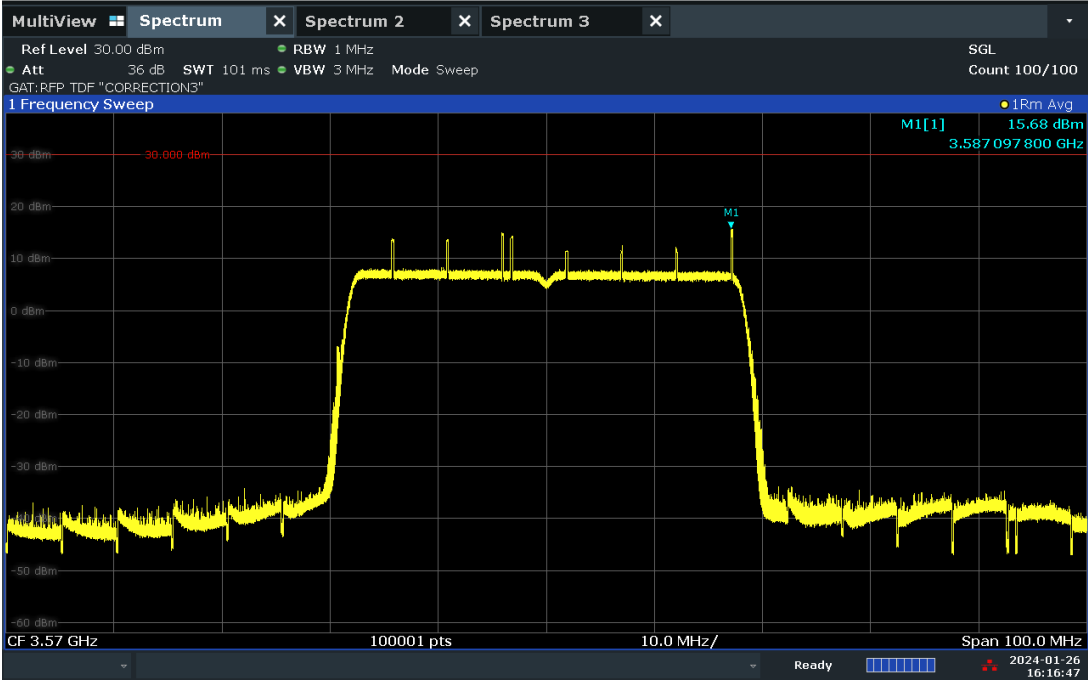 MultiView Spectrum Spectrum 2 Spectrum 3
Ref Level 30.00 dBm RBW 1 MHz SGL
Att 36 dB SWT 101 ms VBW 3 MHz Mode Sweep Count 100/100
GAT:RFP TDF "CORRECTION3"
1 Frequency Sweep 1Rm Avg
M1[1] 15.68 dBm
3.587 097 800 GHz
30 dBm 30.000 dBm
20 dBm
M1
10 dBm
0 dBm
-10 dBm
-20 dBm
-30 dBm
-50 dBm
-60 dBm
CF 3.57 GHz 100001 pts 10.0 MHz/ Span 100.0 MHz
Ready 2024-01-26
16:16:47